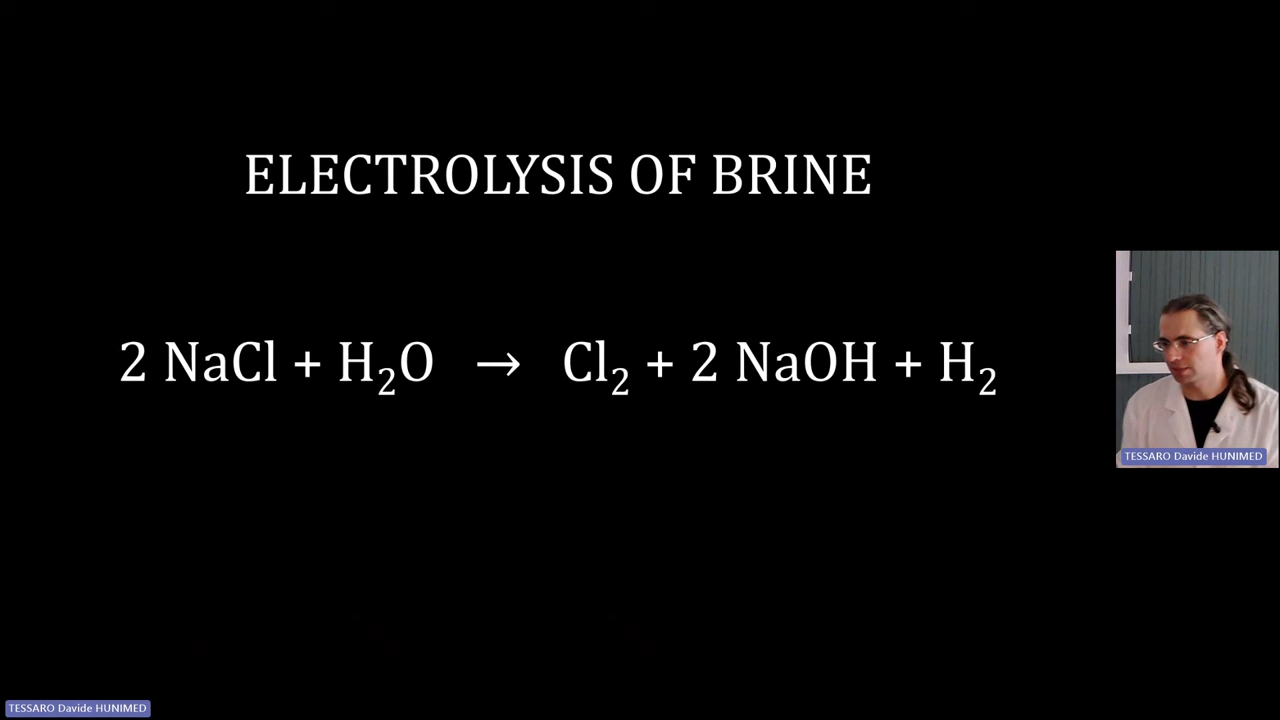 ELECTROLYSIS OF BRINE
2 NaCl + H₂O → Cl₂ + 2 NaOH + H₂
TESSARO Davide HUNIMED
TESSARO Davide HUNIMED